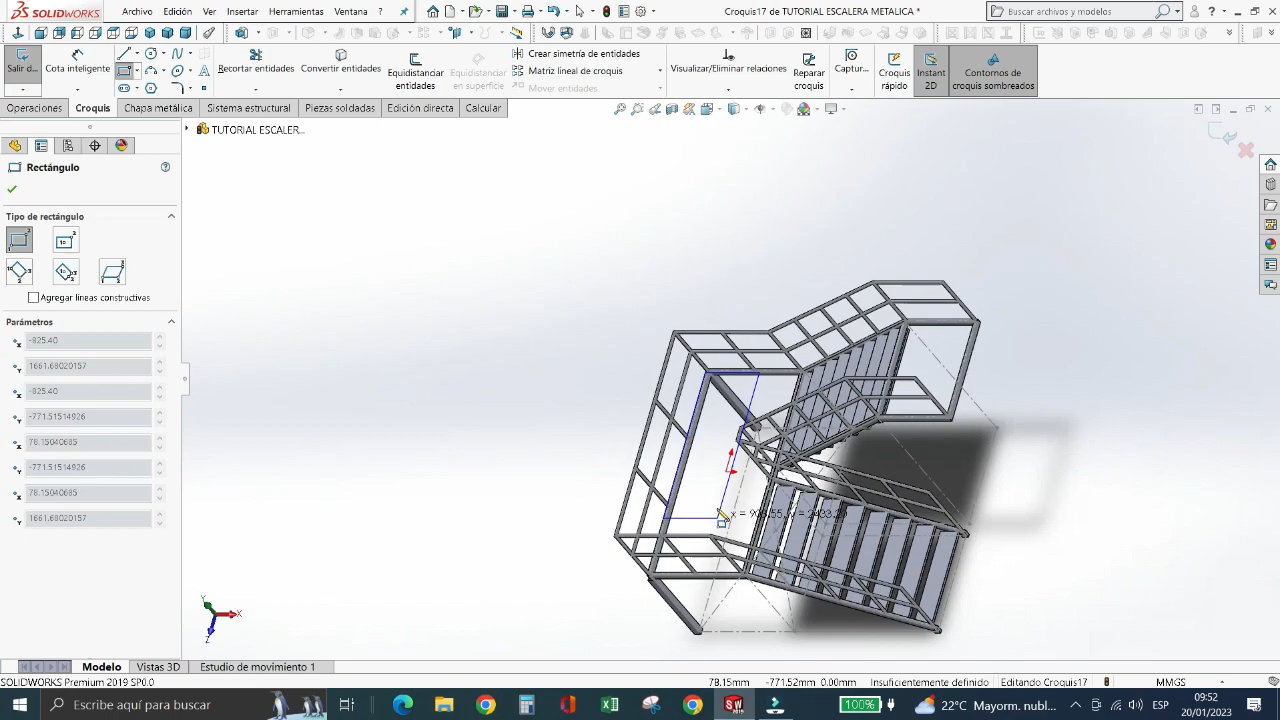 SOLIDWORKS Archivo Edición Ver Insertar Herramientas Ventana Croquis17 de TUTORIAL ESCALERA METALICA * Buscar archivos y modelos
Salir d... Cota inteligente Recortar entidades Convertir entidades Equidistanciar entidades Equidistanciar en superficie Crear simetría de entidades Matriz lineal de croquis Mover entidades Visualizar/Eliminar relaciones Reparar croquis Captur... Croquis rápido Instant 2D Contornos de croquis sombreados
Operaciones Croquis Chapa metálica Sistema estructural Piezas soldadas Edición directa Calcular
TUTORIAL ESCALER...
Rectángulo
Tipo de rectángulo
Agregar líneas constructivas
Parámetros
-825.40
1661.68020157
-825.40
-771.51514926
78.15040685
-771.51514926
78.15040685
1661.68020157
Modelo Vistas 3D Estudio de movimiento 1
SOLIDWORKS Premium 2019 SP0.0 78.15mm -771.52mm 0.00mm Insuficientemente definido Editando Croquis17 MMGS
Escribe aquí para buscar 100% 22°C Mayorm. nubl... ESP 09:52
20/01/2023